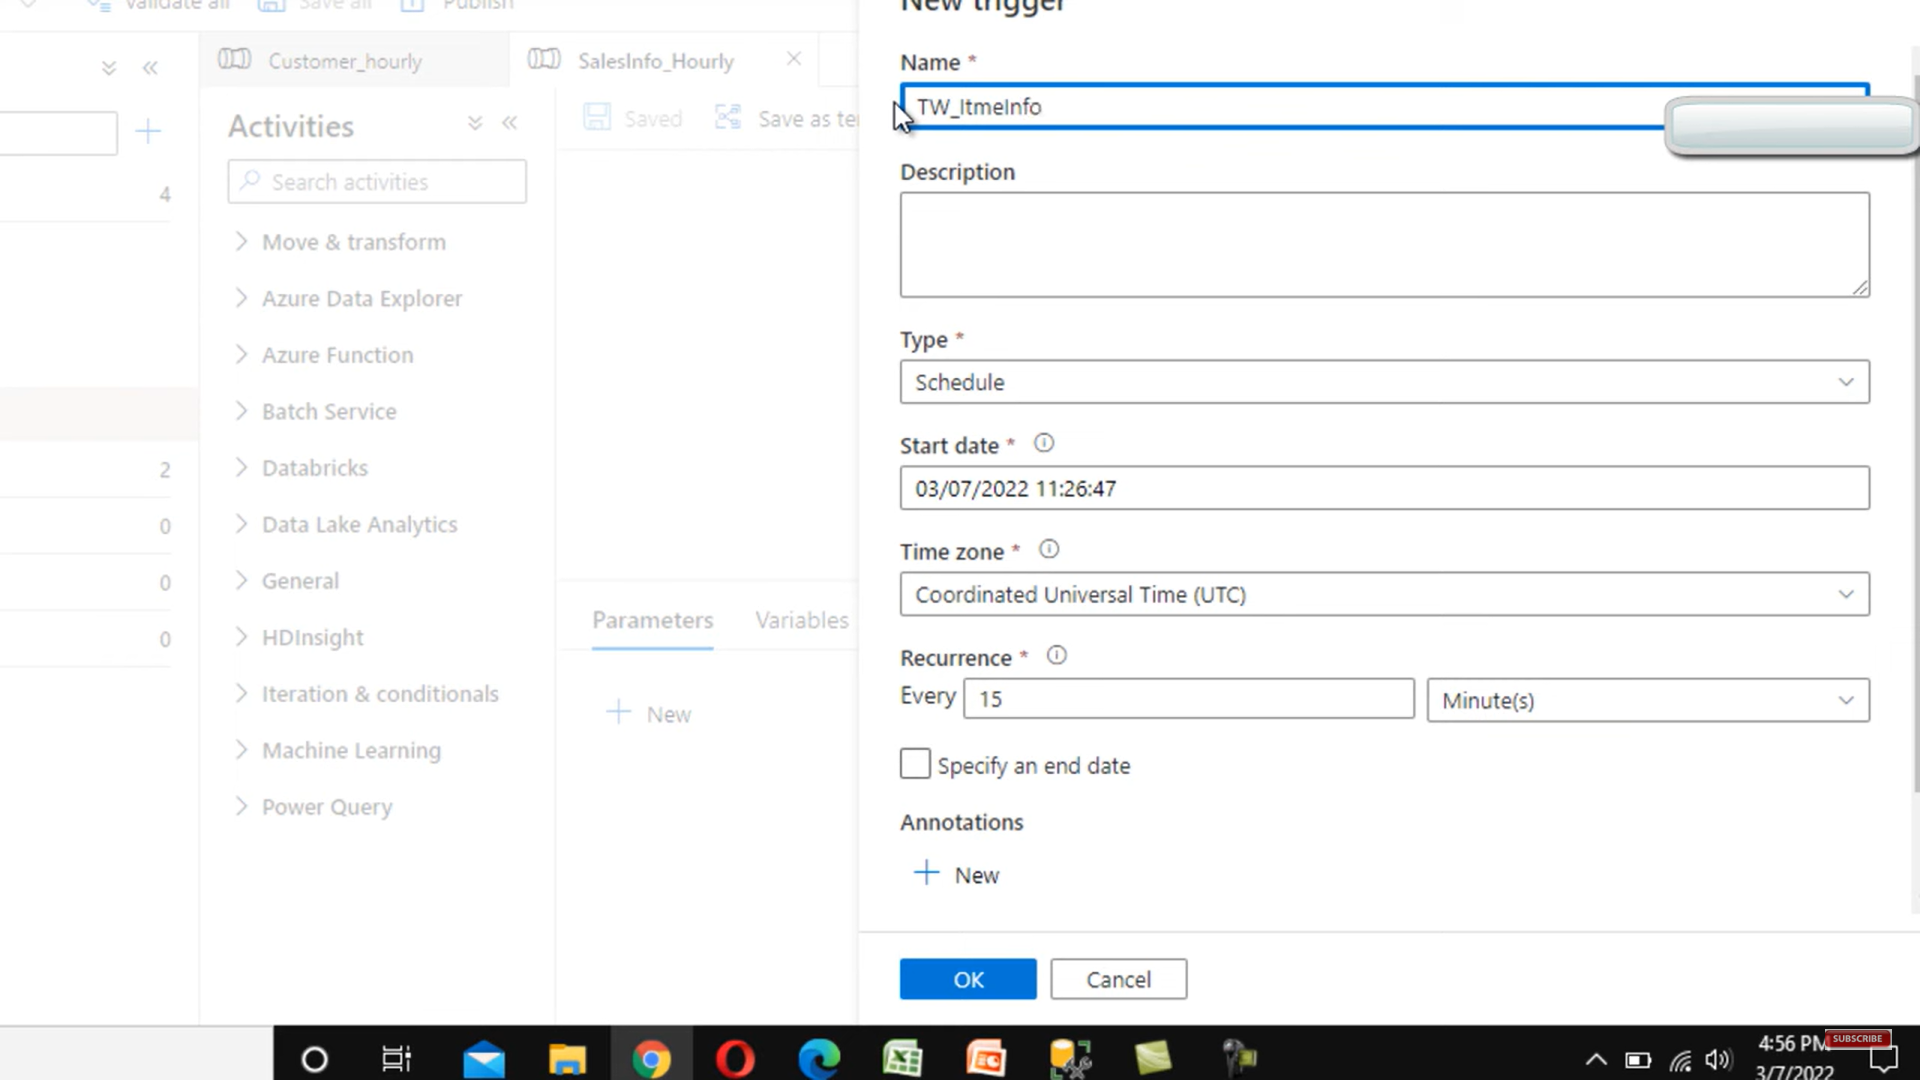 Validate all
Save all
Publish
New trigger
Customer_hourly
SalesInfo_Hourly
Name *
TW_ItmeInfo
Activities
Saved
Save as te
Description
Search activities
4
Move & transform
Azure Data Explorer
Type *
Azure Function
Schedule
Batch Service
Start date *
Databricks
2
03/07/2022 11:26:47
Data Lake Analytics
0
Time zone *
General
0
Coordinated Universal Time (UTC)
Parameters
Variables
HDInsight
0
Recurrence *
Iteration & conditionals
Every
15
Minute(s)
New
Machine Learning
Specify an end date
Power Query
Annotations
New
OK
Cancel
4:56 PM
SUBSCRIBE
3/7/2022